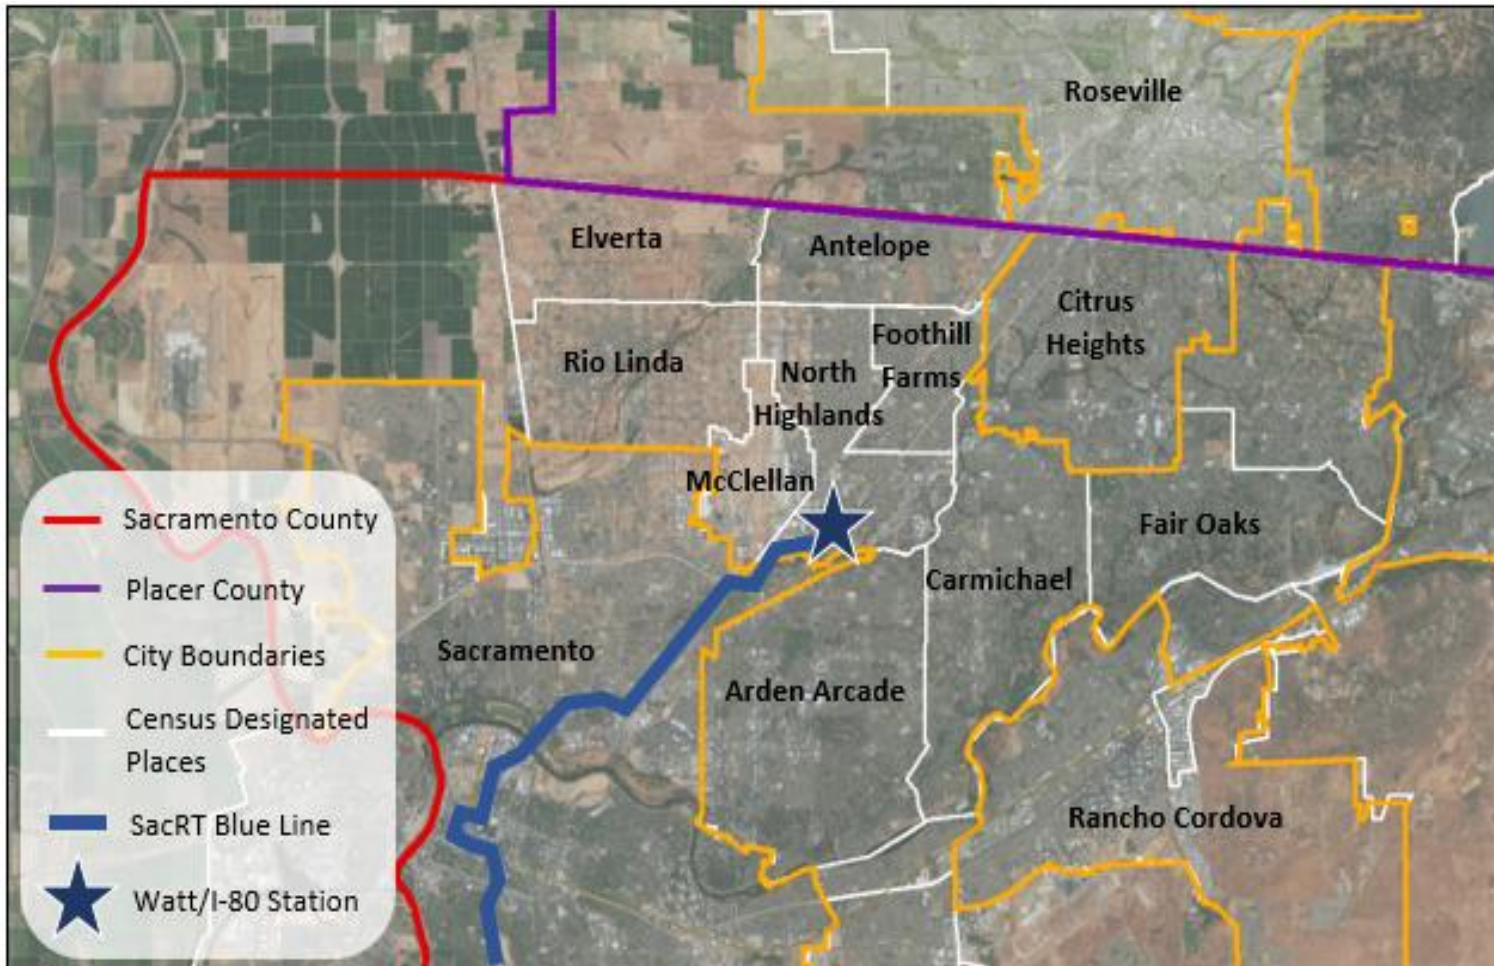 Roseville
Elverta
Antelope
Citrus
Heights
Foothill
Farms
Rio Linda
North
Highlands
McClellan
Fair Oaks
Carmichael
Sacramento
Arden Arcade
Rancho Cordova
Sacramento County
Placer County
City Boundaries
Census Designated
Places
SacRT Blue Line
Watt/I-80 Station